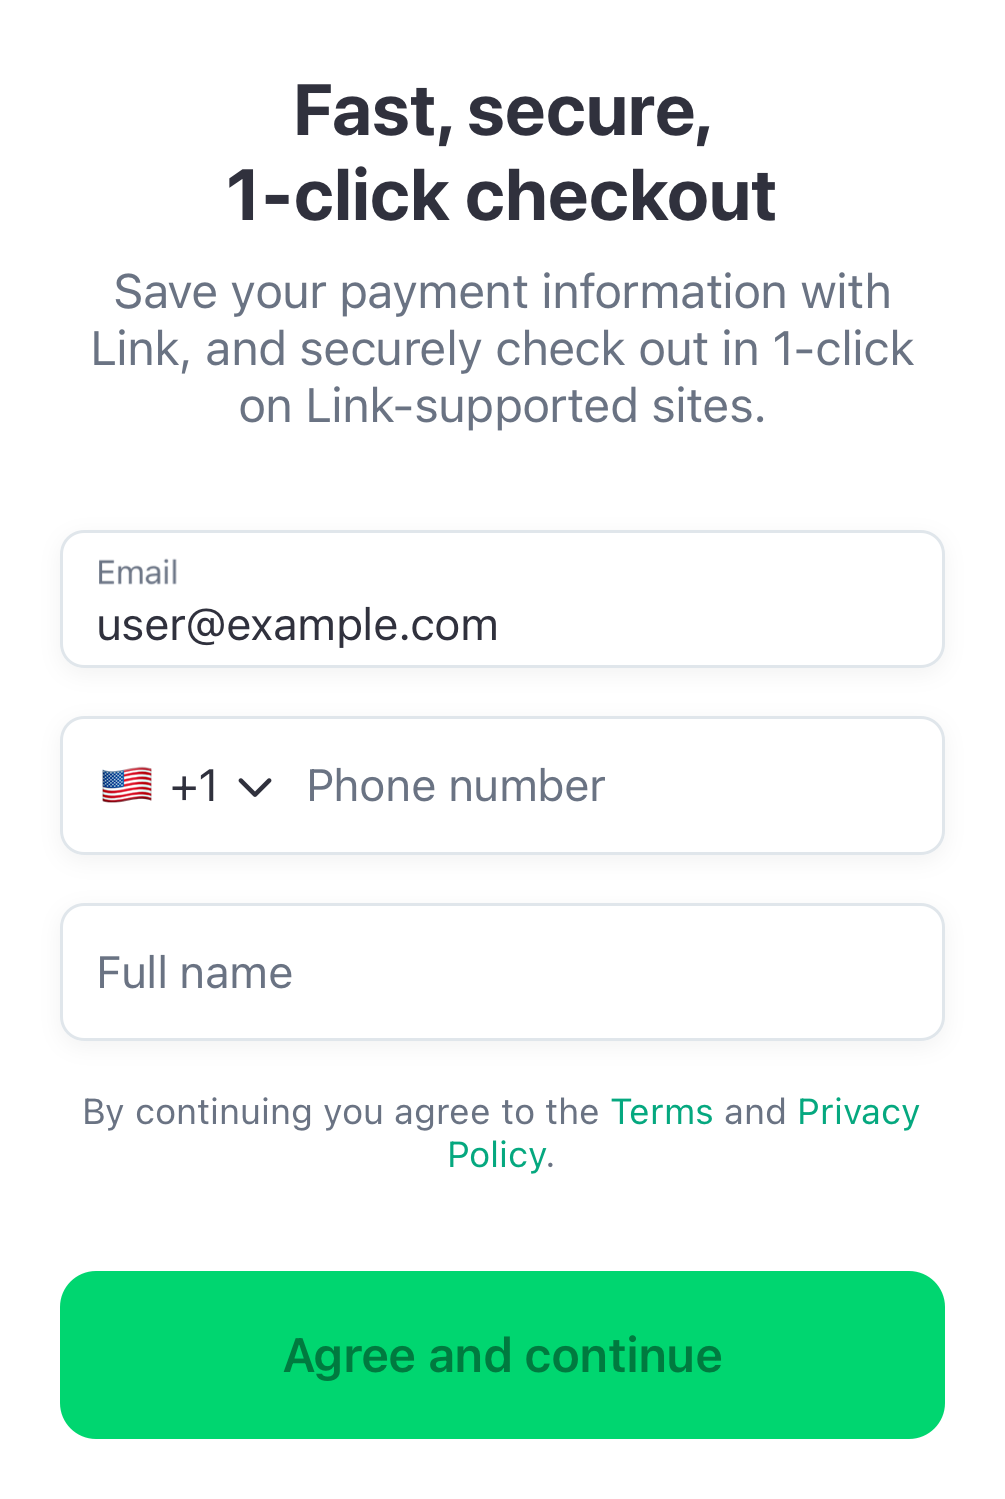 Fast, secure,
1-click checkout
Save your payment information with
Link, and securely check out in 1-click
on Link-supported sites.
Email
user@example.com
+1 Phone number
Full name
By continuing you agree to the Terms and Privacy
Policy.
Agree and continue